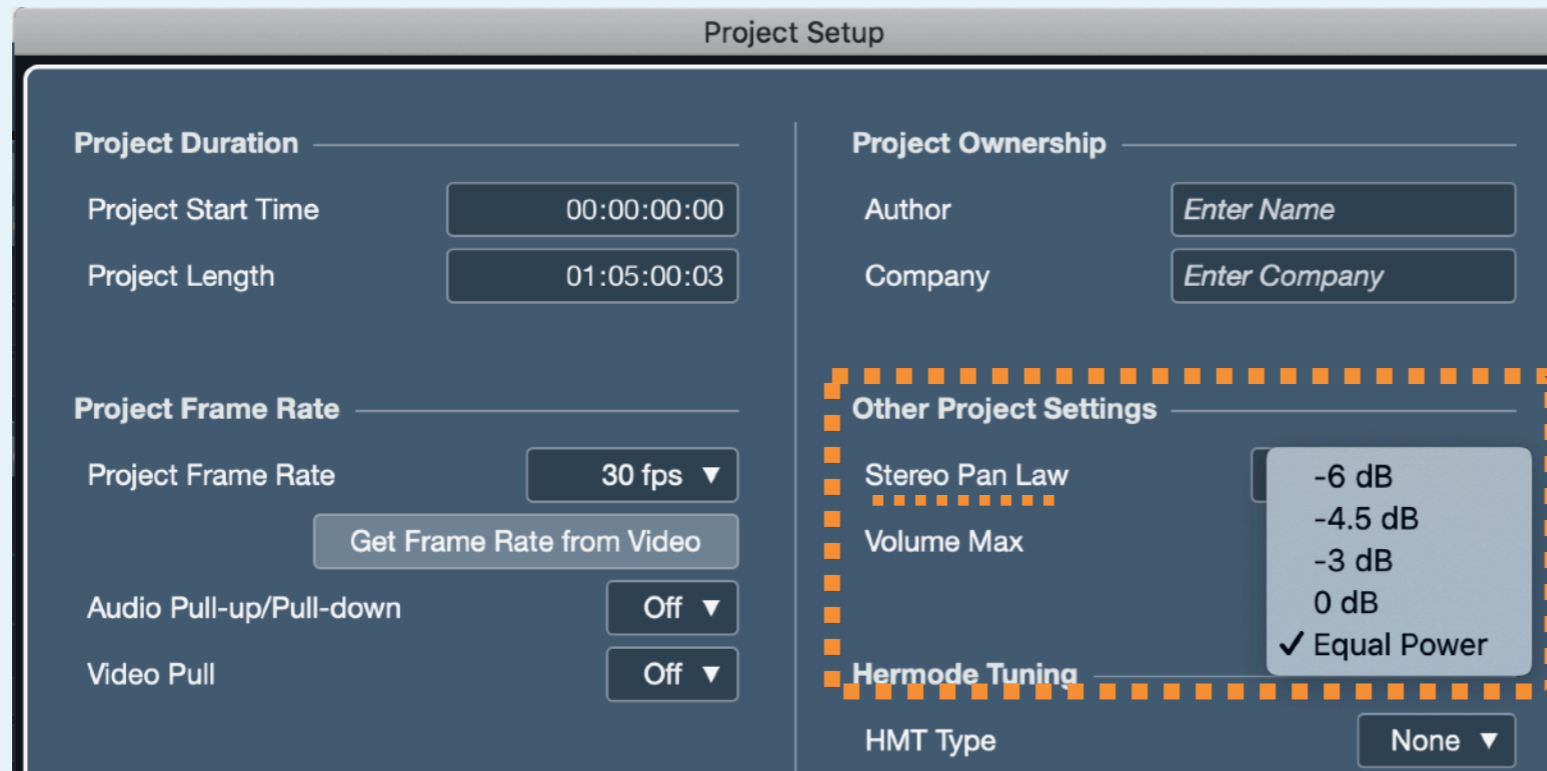 Project Setup
Project Duration
Project Start Time
00:00:00:00
Project Length
01:05:00:03
Project Frame Rate
Project Frame Rate
30 fps ▼
Get Frame Rate from Video
Audio Pull-up/Pull-down
Off ▼
Video Pull
Off ▼
Project Ownership
Author
Enter Name
Company
Enter Company
Other Project Settings
Stereo Pan Law
-6 dB
-4.5 dB
-3 dB
0 dB
✓ Equal Power
Volume Max
Hermode Tuning
HMT Type
None ▼